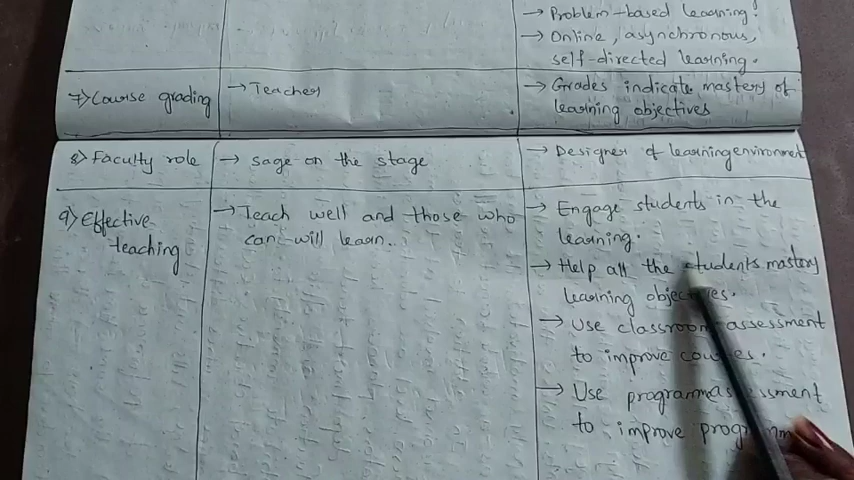 → Problem-based learning.
→ Online, asynchronous,
self-directed learning.
7) Course grading
→ Teacher
→ Grades indicate mastery of
learning objectives
8) Faculty role
→ sage on the stage
→ Designer of learning environment
9) Effective
teaching
→ Teach well and those who
can will learn.
→ Engage students in the
learning.
→ Help all the students mastery
learning objectives.
→ Use classroom assessment
to improve courses.
→ Use program assessment
to improve programm